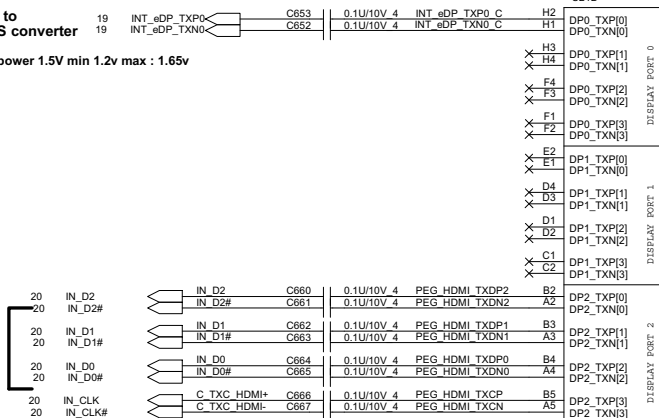 to
S converter
power 1.5V min 1.2v max : 1.65v
19 INT_eDP_TXP0 C653 0.1U/10V_4 INT_eDP_TXP0_C H2 DP0_TXP[0]
19 INT_eDP_TXN0 C652 0.1U/10V_4 INT_eDP_TXN0_C H1 DP0_TXN[0]
H3 DP0_TXP[1]
H4 DP0_TXN[1]
F4 DP0_TXP[2]
F3 DP0_TXN[2]
F1 DP0_TXP[3]
F2 DP0_TXN[3]
DISPLAY PORT 0
E2 DP1_TXP[0]
E1 DP1_TXN[0]
D4 DP1_TXP[1]
D3 DP1_TXN[1]
D1 DP1_TXP[2]
D2 DP1_TXN[2]
C1 DP1_TXP[3]
C2 DP1_TXN[3]
DISPLAY PORT 1
20 IN_D2 IN_D2 C660 0.1U/10V_4 PEG_HDMI_TXDP2 B2 DP2_TXP[0]
20 IN_D2# IN_D2# C661 0.1U/10V_4 PEG_HDMI_TXDN2 A2 DP2_TXN[0]
20 IN_D1 IN_D1 C662 0.1U/10V_4 PEG_HDMI_TXDP1 B3 DP2_TXP[1]
20 IN_D1# IN_D1# C663 0.1U/10V_4 PEG_HDMI_TXDN1 A3 DP2_TXN[1]
20 IN_D0 IN_D0 C664 0.1U/10V_4 PEG_HDMI_TXDP0 B4 DP2_TXP[2]
20 IN_D0# IN_D0# C665 0.1U/10V_4 PEG_HDMI_TXDN0 A4 DP2_TXN[2]
20 IN_CLK C_TXC_HDMI+ C666 0.1U/10V_4 PEG_HDMI_TXCP B5 DP2_TXP[3]
20 IN_CLK# C_TXC_HDMI- C667 0.1U/10V_4 PEG_HDMI_TXCN A5 DP2_TXN[3]
DISPLAY PORT 2